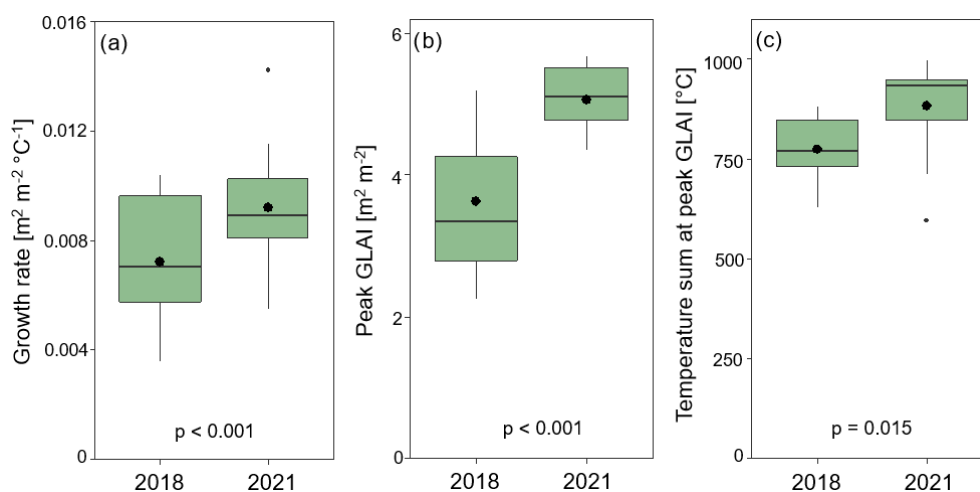 (a)
Growth rate [m² m⁻² °C⁻¹]
0.016
0.012
0.008
0.004
0
p < 0.001
2018 2021
(b)
Peak GLAI [m² m⁻²]
6
4
2
0
p < 0.001
2018 2021
(c)
Temperature sum at peak GLAI [°C]
1000
750
500
250
0
p = 0.015
2018 2021